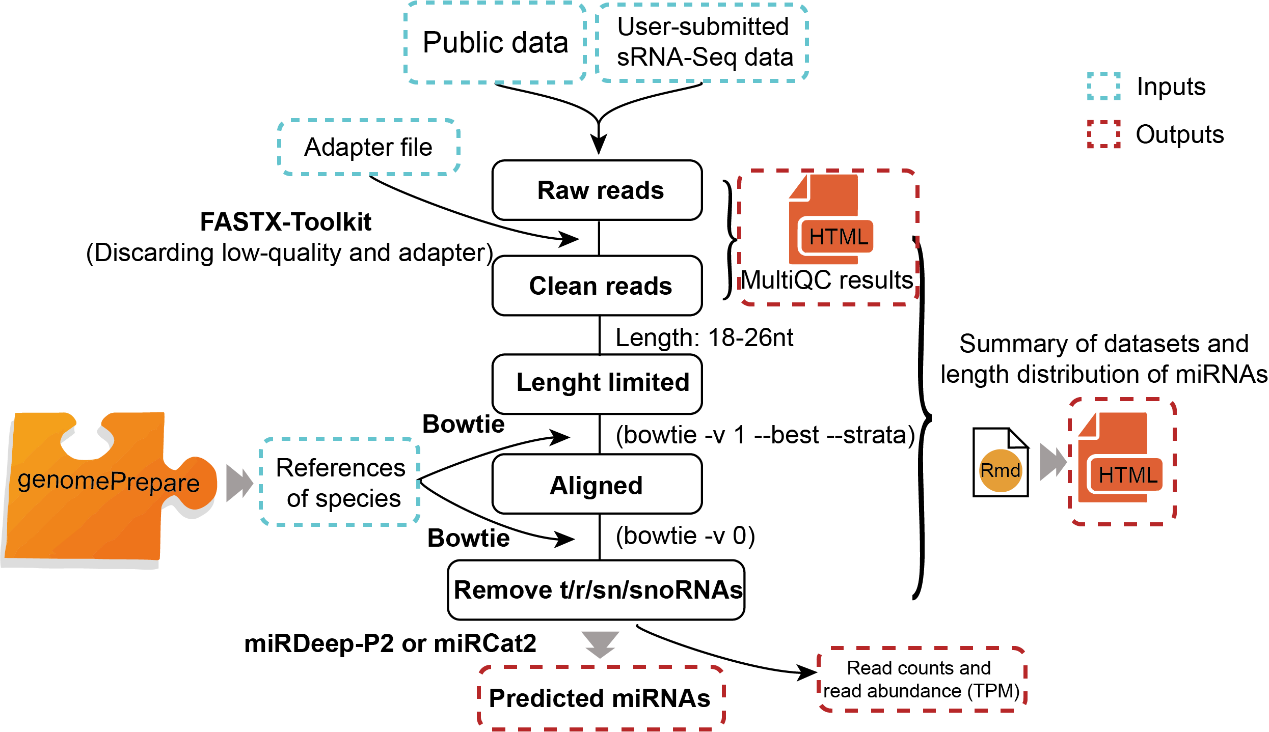 Public data
User-submitted
sRNA-Seq data
Inputs
Outputs
Adapter file
Raw reads
FASTX-Toolkit
(Discarding low-quality and adapter)
HTML
MultiQC results
Clean reads
Length: 18-26nt
Summary of datasets and
length distribution of miRNAs
Lenght limited
Bowtie
(bowtie -v 1 --best --strata)
genomePrepare
References
of species
Aligned
Rmd
HTML
Bowtie
(bowtie -v 0)
Remove t/r/sn/snoRNAs
miRDeep-P2 or miRCat2
Predicted miRNAs
Read counts and
read abundance (TPM)